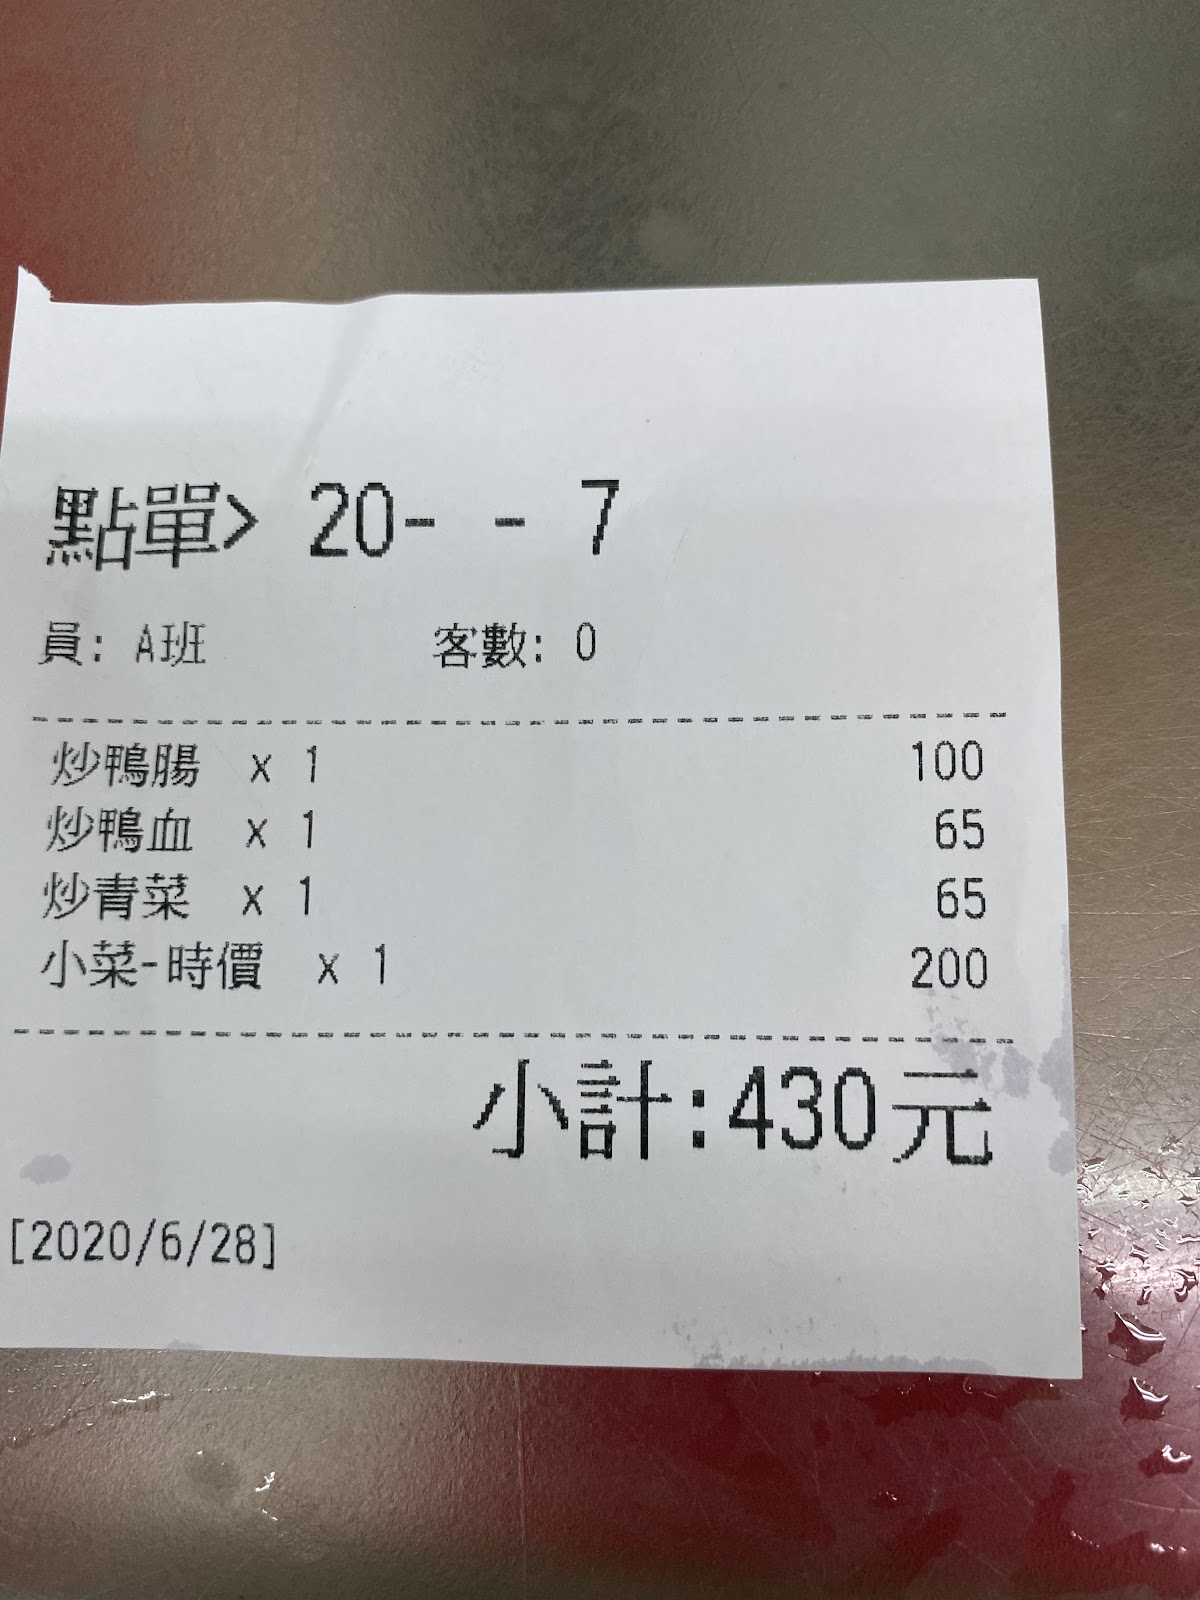 點單> 20- - 7
員: A班 客數: 0
炒鴨腸 x 1 100
炒鴨血 x 1 65
炒青菜 x 1 65
小菜-時價 x 1 200
小計:430元
[2020/6/28]